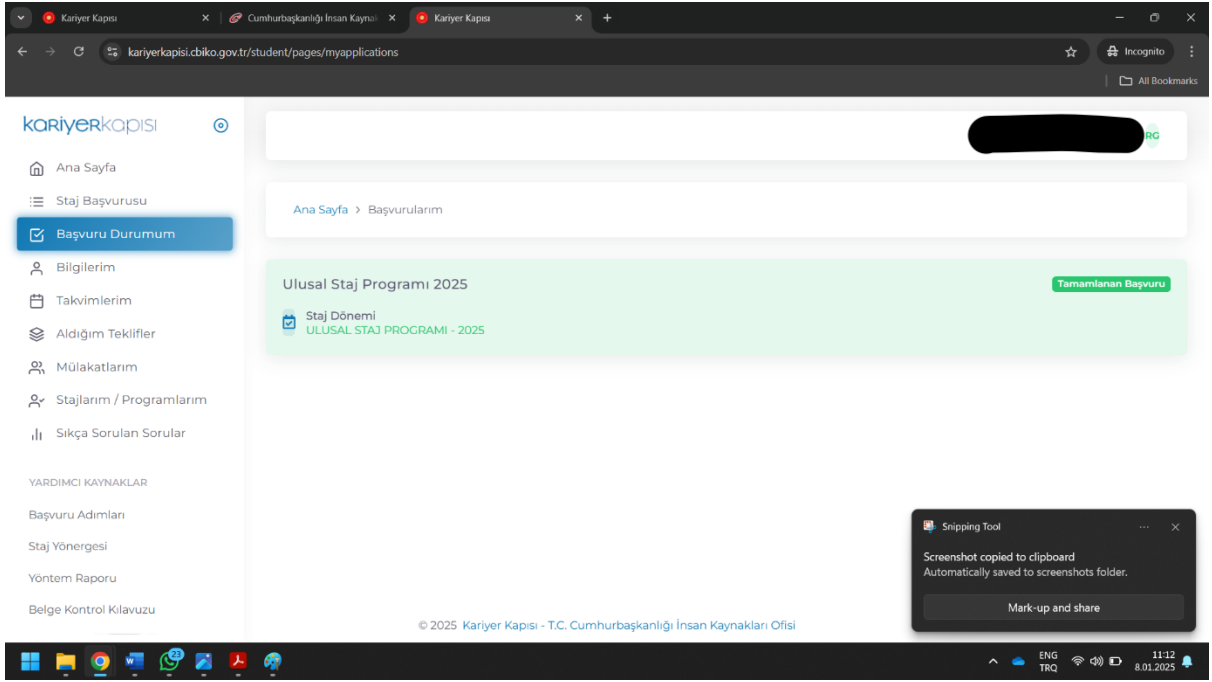 Kariyer Kapısı
Cumhurbaşkanlığı İnsan Kaynak
Kariyer Kapısı
kariyerkapisi.cbiko.gov.tr/student/pages/myapplications
Incognito
All Bookmarks
kariyerkapısı
RG
Ana Sayfa
Staj Başvurusu
Başvuru Durumum
Bilgilerim
Takvimlerim
Aldığım Teklifler
Mülakatlarım
Stajlarım / Programlarım
Sıkça Sorulan Sorular
YARDIMCI KAYNAKLAR
Başvuru Adımları
Staj Yönergesi
Yöntem Raporu
Belge Kontrol Kılavuzu
Ana Sayfa > Başvurularım
Ulusal Staj Programı 2025
Tamamlanan Başvuru
Staj Dönemi
ULUSAL STAJ PROGRAMI - 2025
© 2025 Kariyer Kapısı - T.C. Cumhurbaşkanlığı İnsan Kaynakları Ofisi
Snipping Tool
Screenshot copied to clipboard
Automatically saved to screenshots folder.
Mark-up and share
23
ENG
TRQ
11:12
8.01.2025